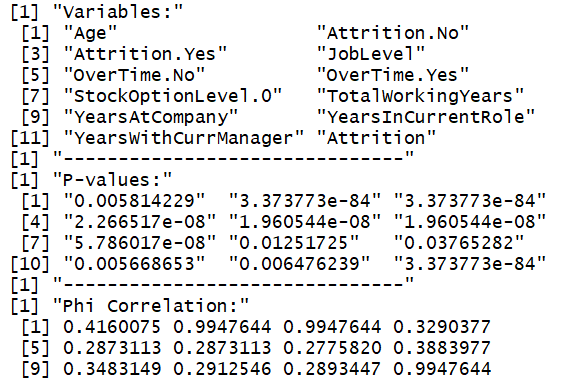 [1] "Variables:"
[1] "Age" "Attrition.No"
[3] "Attrition.Yes" "JobLevel"
[5] "OverTime.No" "OverTime.Yes"
[7] "StockOptionLevel.0" "TotalWorkingYears"
[9] "YearsAtCompany" "YearsInCurrentRole"
[11] "YearsWithCurrManager" "Attrition"
[1] "-------------------------------"
[1] "P-values:"
[1] "0.005814229" "3.373773e-84" "3.373773e-84"
[4] "2.266517e-08" "1.960544e-08" "1.960544e-08"
[7] "5.786017e-08" "0.01251725" "0.03765282"
[10] "0.005668653" "0.006476239" "3.373773e-84"
[1] "-------------------------------"
[1] "Phi Correlation:"
[1] 0.4160075 0.9947644 0.9947644 0.3290377
[5] 0.2873113 0.2873113 0.2775820 0.3883977
[9] 0.3483149 0.2912546 0.2893447 0.9947644